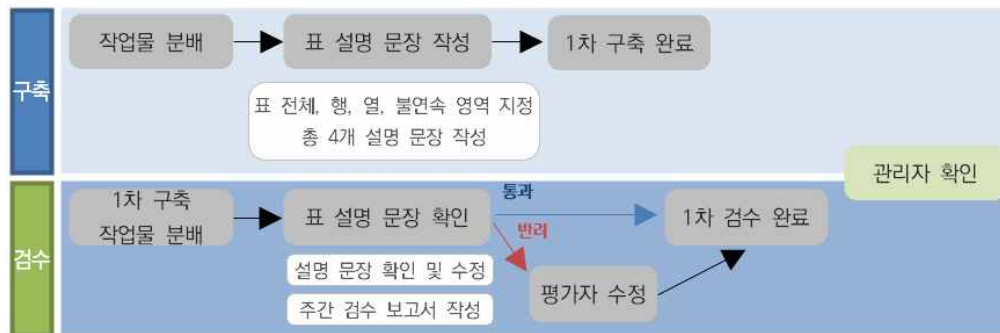 구축
작업물 분배
표 설명 문장 작성
1차 구축 완료
표 전체, 행, 열, 불연속 영역 지정
총 4개 설명 문장 작성
관리자 확인
검수
1차 구축
작업물 분배
표 설명 문장 확인
통과
반려
1차 검수 완료
설명 문장 확인 및 수정
주간 검수 보고서 작성
평가자 수정